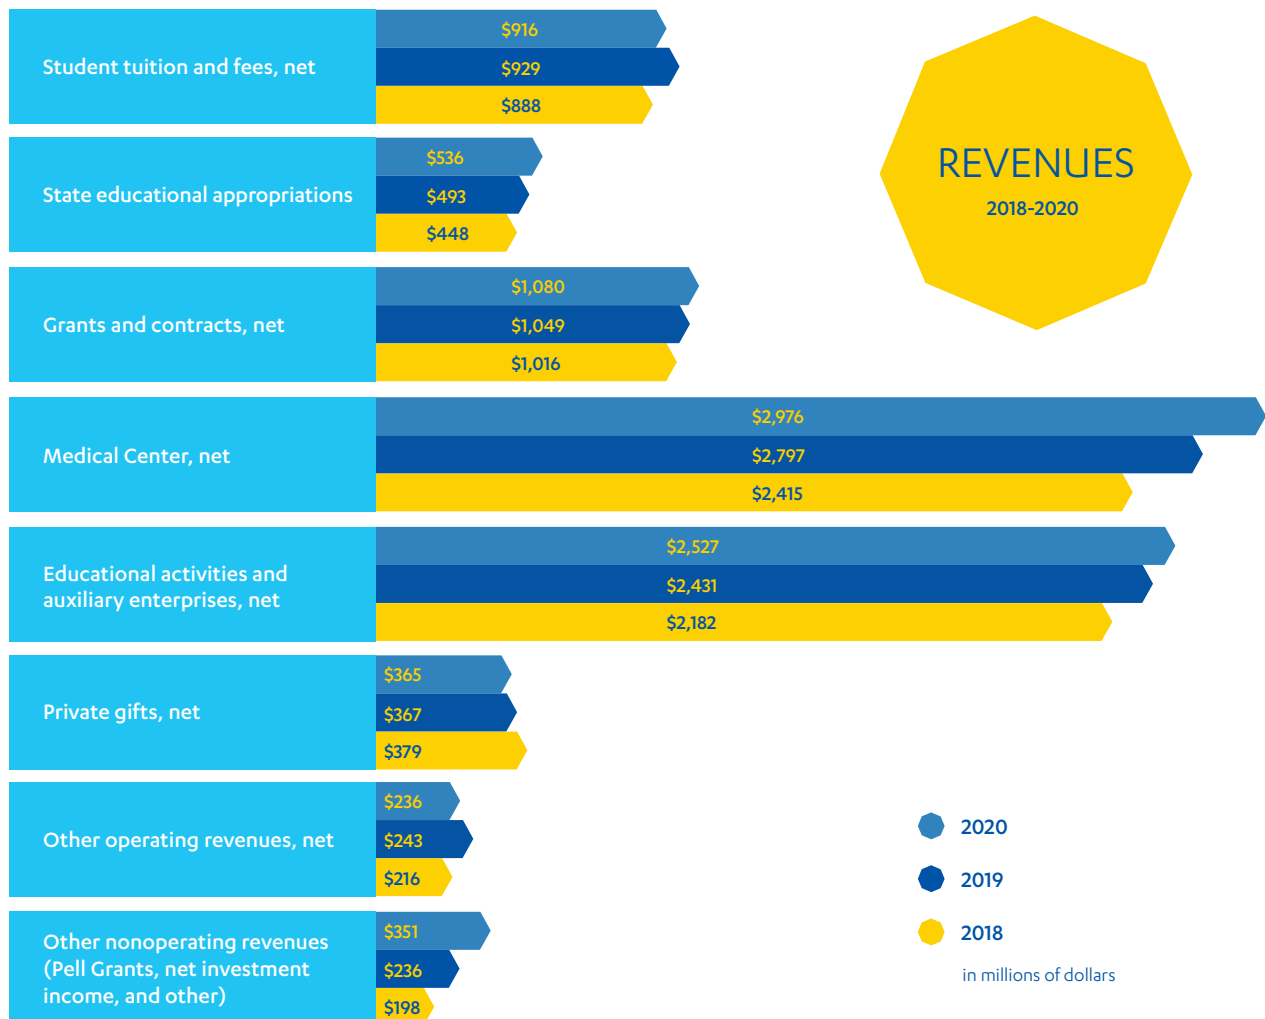 Student tuition and fees, net
$916
$929
$888
REVENUES
2018-2020
State educational appropriations
$536
$493
$448
Grants and contracts, net
$1,080
$1,049
$1,016
Medical Center, net
$2,976
$2,797
$2,415
Educational activities and
auxiliary enterprises, net
$2,527
$2,431
$2,182
Private gifts, net
$365
$367
$379
Other operating revenues, net
$236
$243
$216
Other nonoperating revenues
(Pell Grants, net investment
income, and other)
$351
$236
$198
2020
2019
2018
in millions of dollars